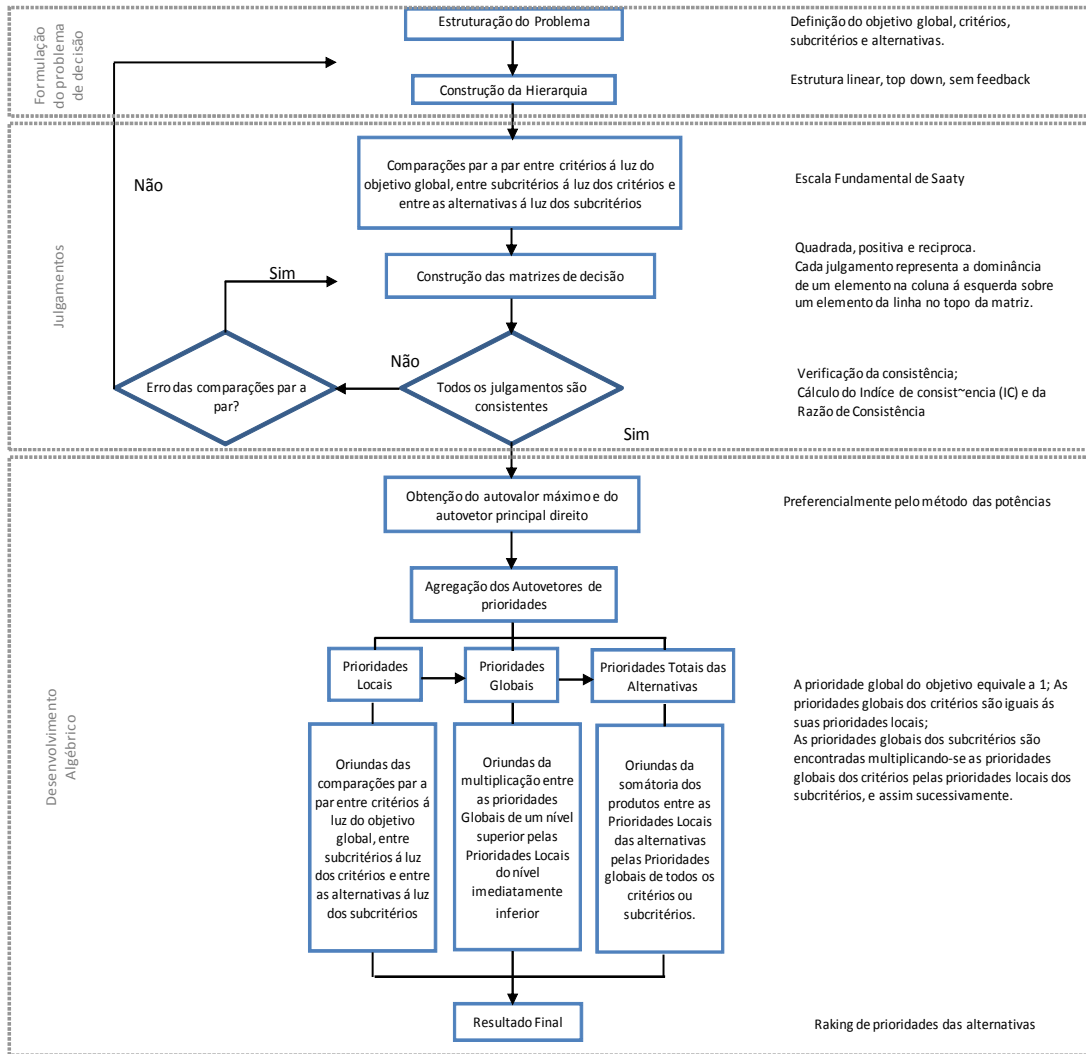 Formulação
do problema
de decisão
Estruturação do Problema
Definição do objetivo global, critérios,
subcritérios e alternativas.
Construção da Hierarquia
Estrutura linear, top down, sem feedback
Julgamentos
Não
Comparações par a par entre critérios á luz do
objetivo global, entre subcritérios á luz dos critérios e
entre as alternativas á luz dos subcritérios
Escala Fundamental de Saaty
Sim
Construção das matrizes de decisão
Quadrada, positiva e reciproca.
Cada julgamento representa a dominância
de um elemento na coluna á esquerda sobre
um elemento da linha no topo da matriz.
Não
Erro das comparações par a
par?
Todos os julgamentos são
consistentes
Verificação da consistência;
Cálculo do Indíce de consist~encia (IC) e da
Razão de Consistência
Sim
Desenvolvimento
Algébrico
Obtenção do autovalor máximo e do
autovetor principal direito
Preferencialmente pelo método das potências
Agregação dos Autovetores de
prioridades
Prioridades
Locais
Prioridades
Globais
Prioridades Totais das
Alternativas
Oriundas das
comparações par a
par entre critérios á
luz do objetivo
global, entre
subcritérios á luz
dos critérios e entre
as alternativas á luz
dos subcritérios
Oriundas da
multiplicação entre
as prioridades
Globais de um nível
superior pelas
Prioridades Locais
do nível
imediatamente
inferior
Oriundas da
somátoria dos
produtos entre as
Prioridades Locais
das alternativas
pelas Prioridades
globais de todos os
critérios ou
subcritérios.
A prioridade global do objetivo equivale a 1; As
prioridades globais dos critérios são iguais ás
suas prioridades locais;
As prioridades globais dos subcritérios são
encontradas multiplicando-se as prioridades
globais dos critérios pelas prioridades locais dos
subcritérios, e assim sucessivamente.
Resultado Final
Raking de prioridades das alternativas